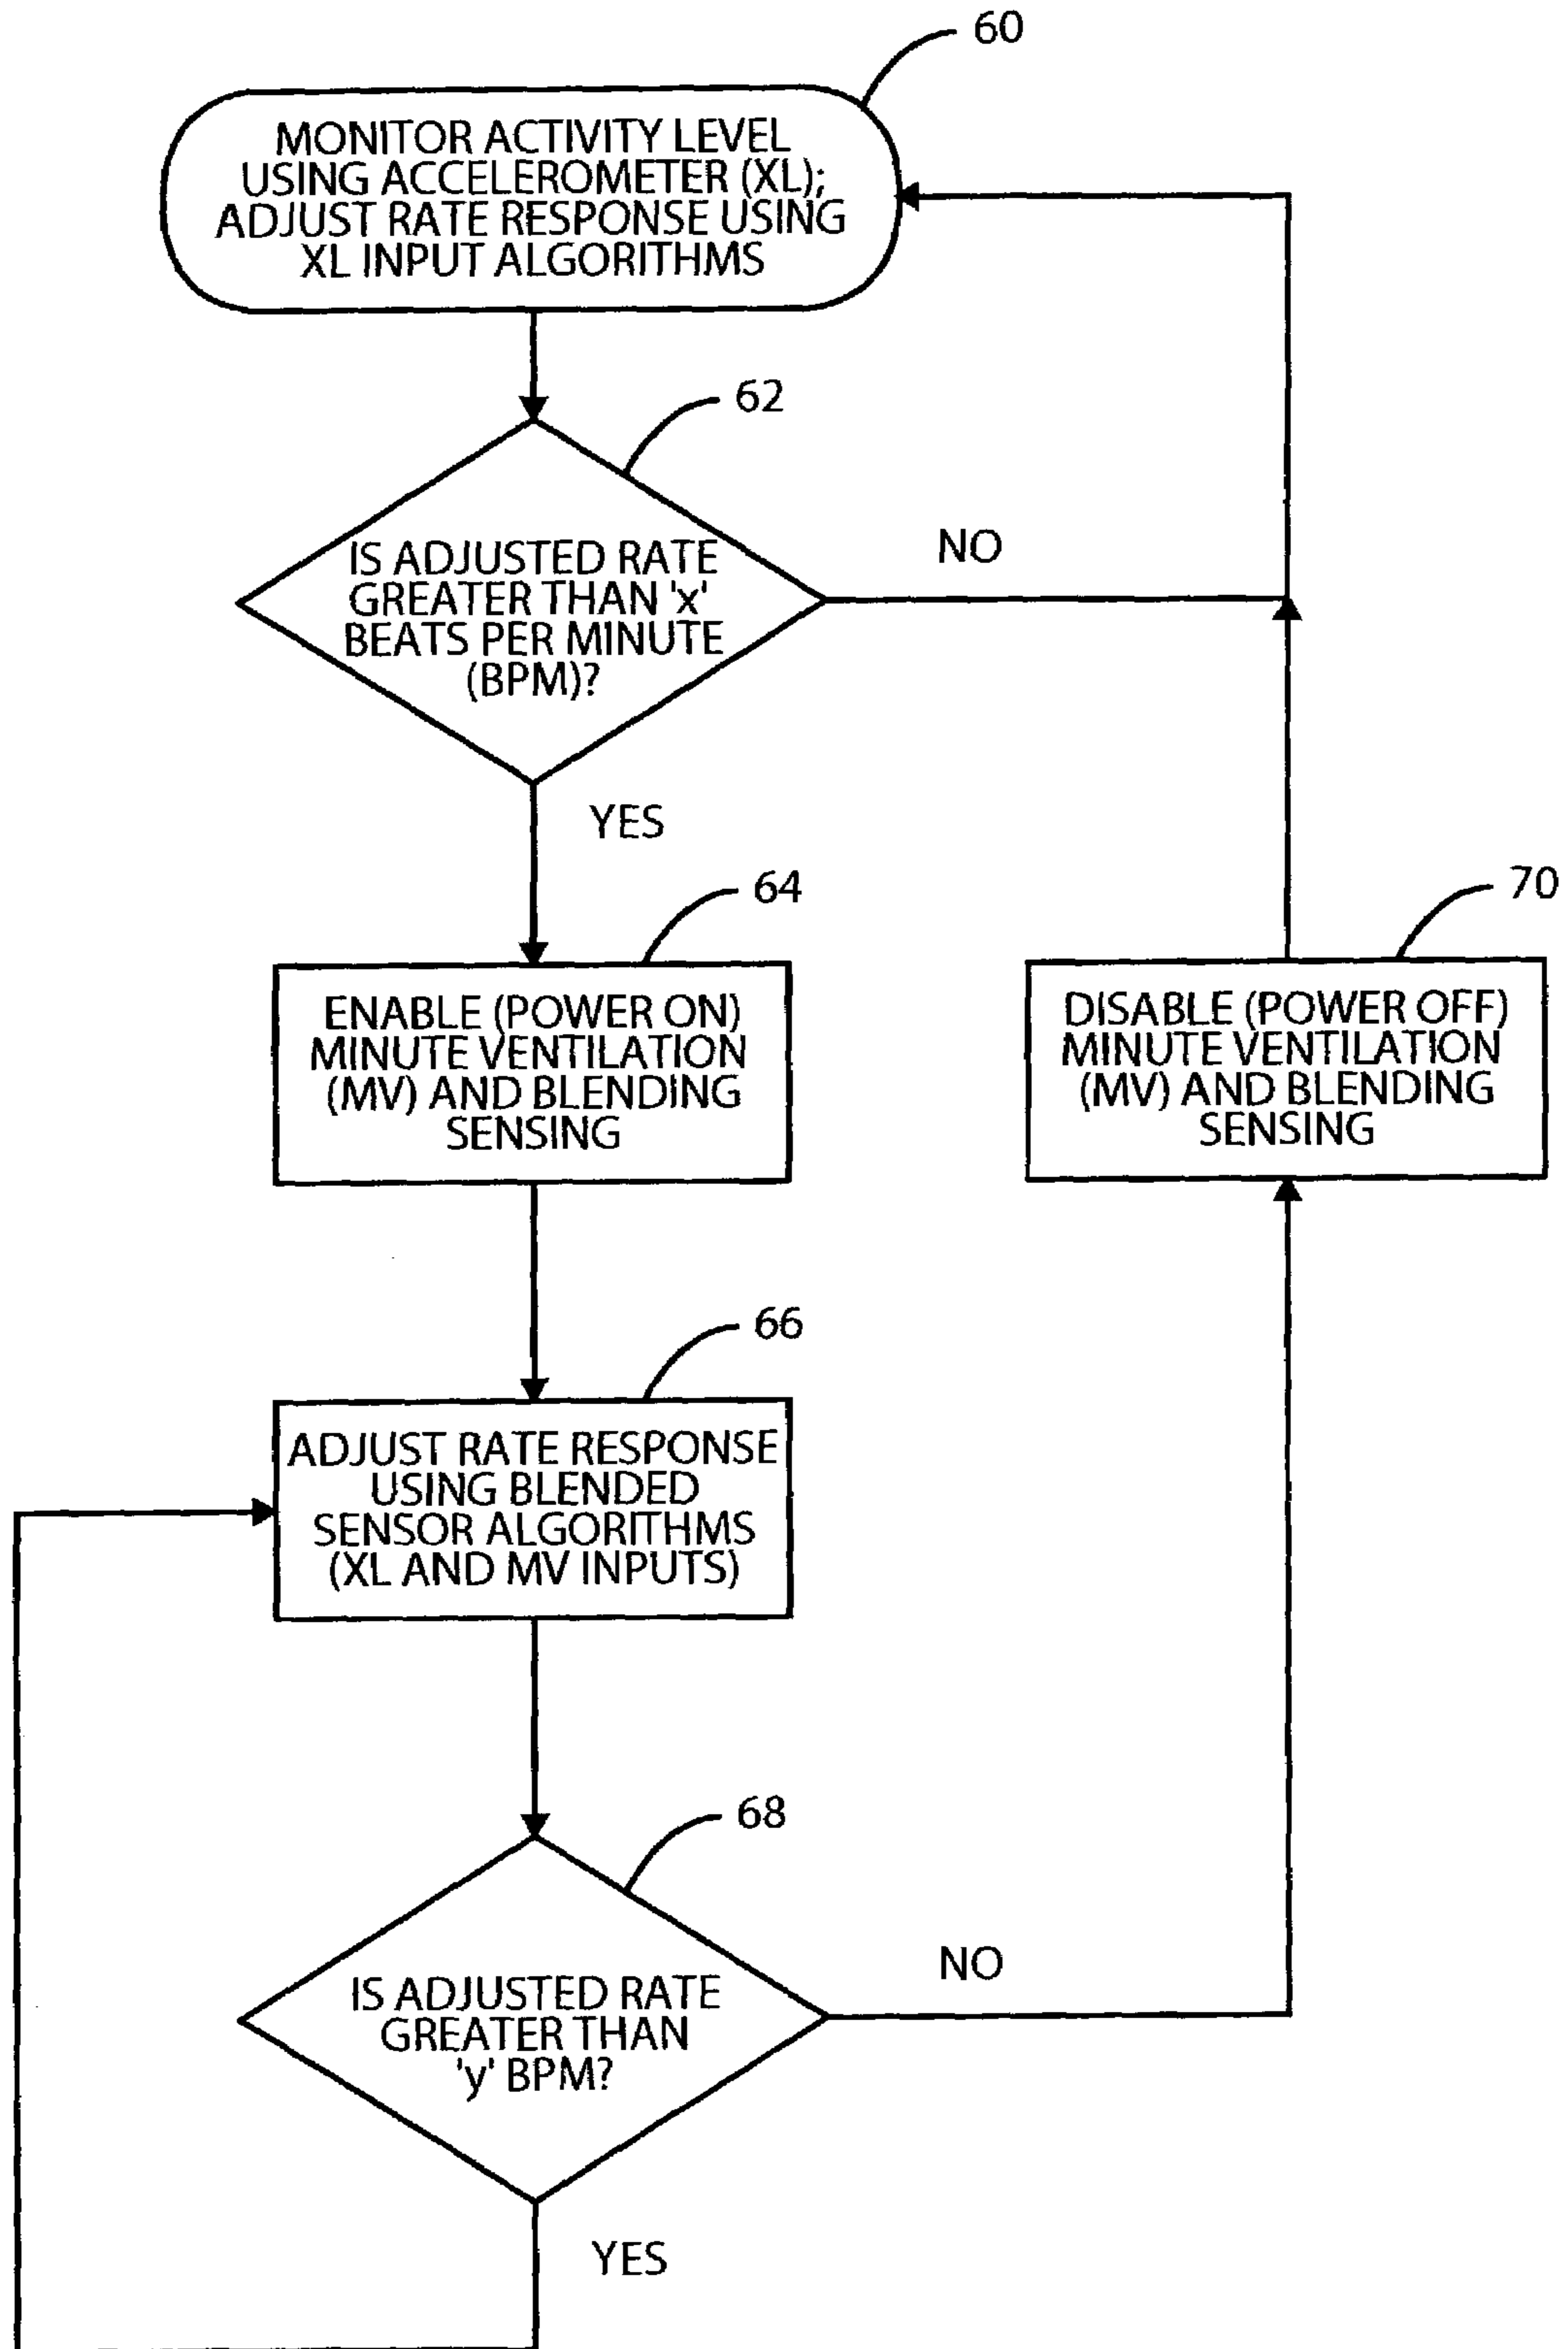 60
MONITOR ACTIVITY LEVEL
USING ACCELEROMETER (XL);
ADJUST RATE RESPONSE USING
XL INPUT ALGORITHMS
62
IS ADJUSTED RATE
GREATER THAN 'x'
BEATS PER MINUTE
(BPM)?
NO
YES
64
ENABLE (POWER ON)
MINUTE VENTILATION
(MV) AND BLENDING
SENSING
70
DISABLE (POWER OFF)
MINUTE VENTILATION
(MV) AND BLENDING
SENSING
66
ADJUST RATE RESPONSE
USING BLENDED
SENSOR ALGORITHMS
(XL AND MV INPUTS)
68
IS ADJUSTED RATE
GREATER THAN
'y' BPM?
NO
YES